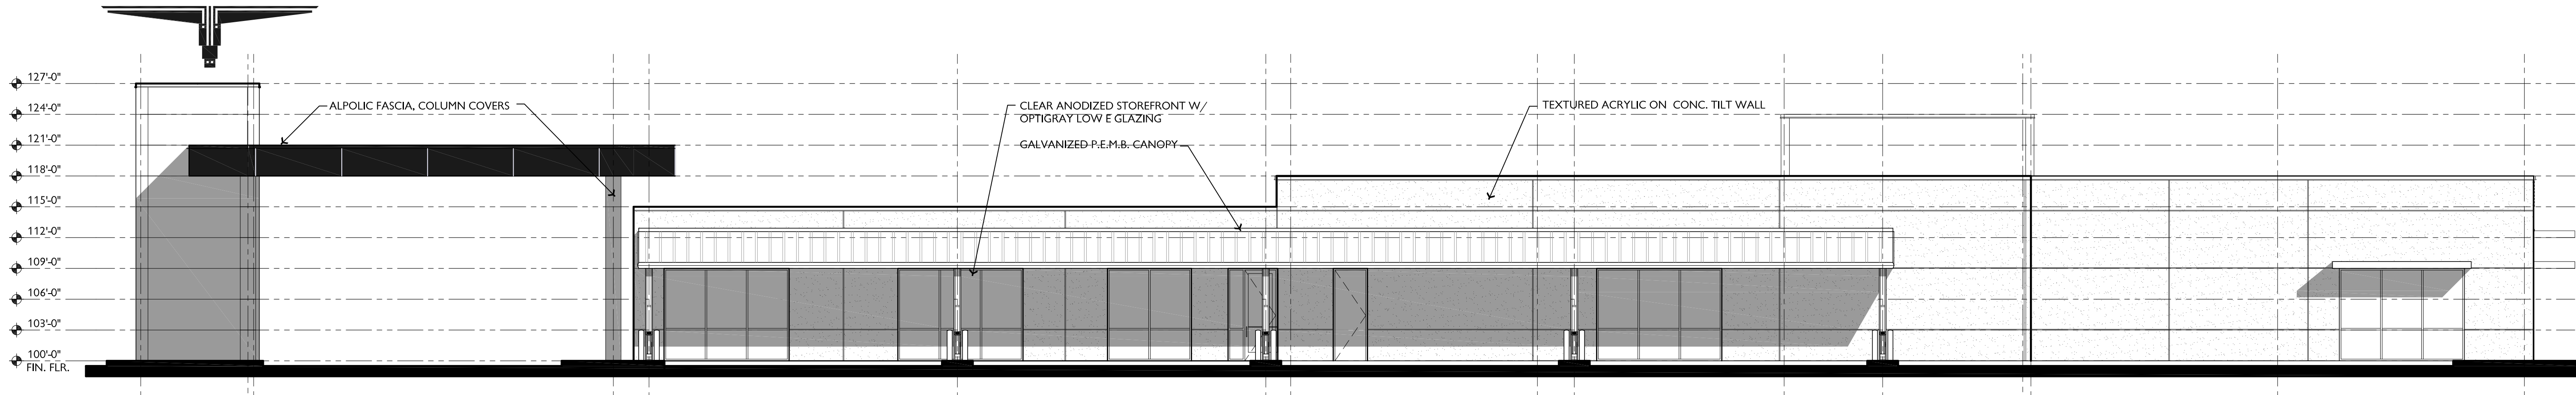 127'-0"
124'-0"
ALPOLIC FASCIA, COLUMN COVERS
CLEAR ANODIZED STOREFRONT W/
OPTIGRAY LOW E GLAZING
TEXTURED ACRYLIC ON CONC. TILT WALL
121'-0"
GALVANIZED P.E.M.B. CANOPY
118'-0"
115'-0"
112'-0"
109'-0"
106'-0"
103'-0"
100'-0"
FIN. FLR.